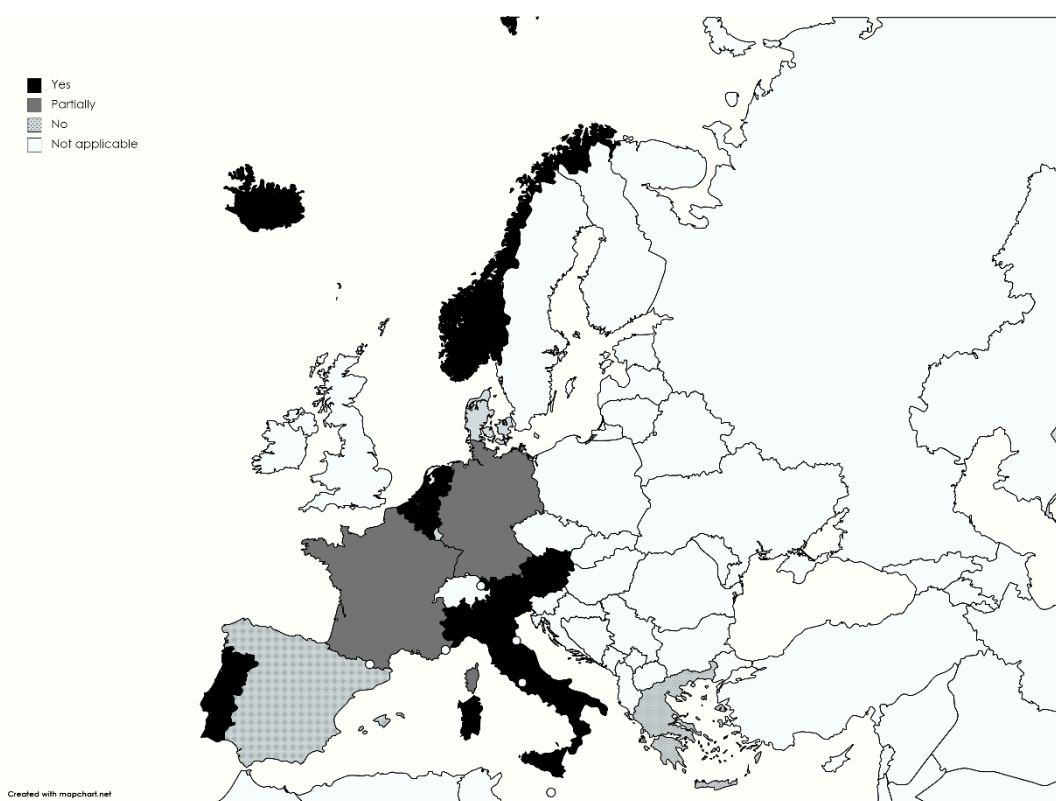 Yes
Partially
No
Not applicable
Created with mapchart.net